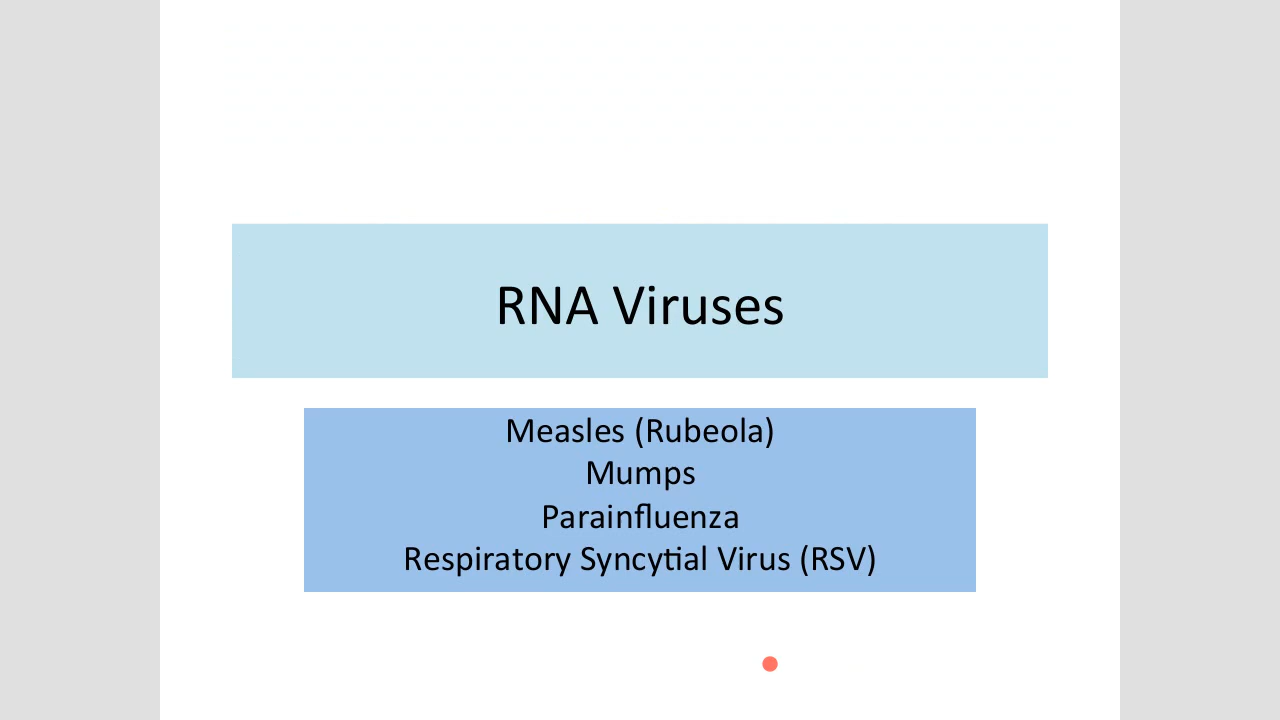 RNA Viruses
Measles (Rubeola)
Mumps
Parainfluenza
Respiratory Syncytial Virus (RSV)